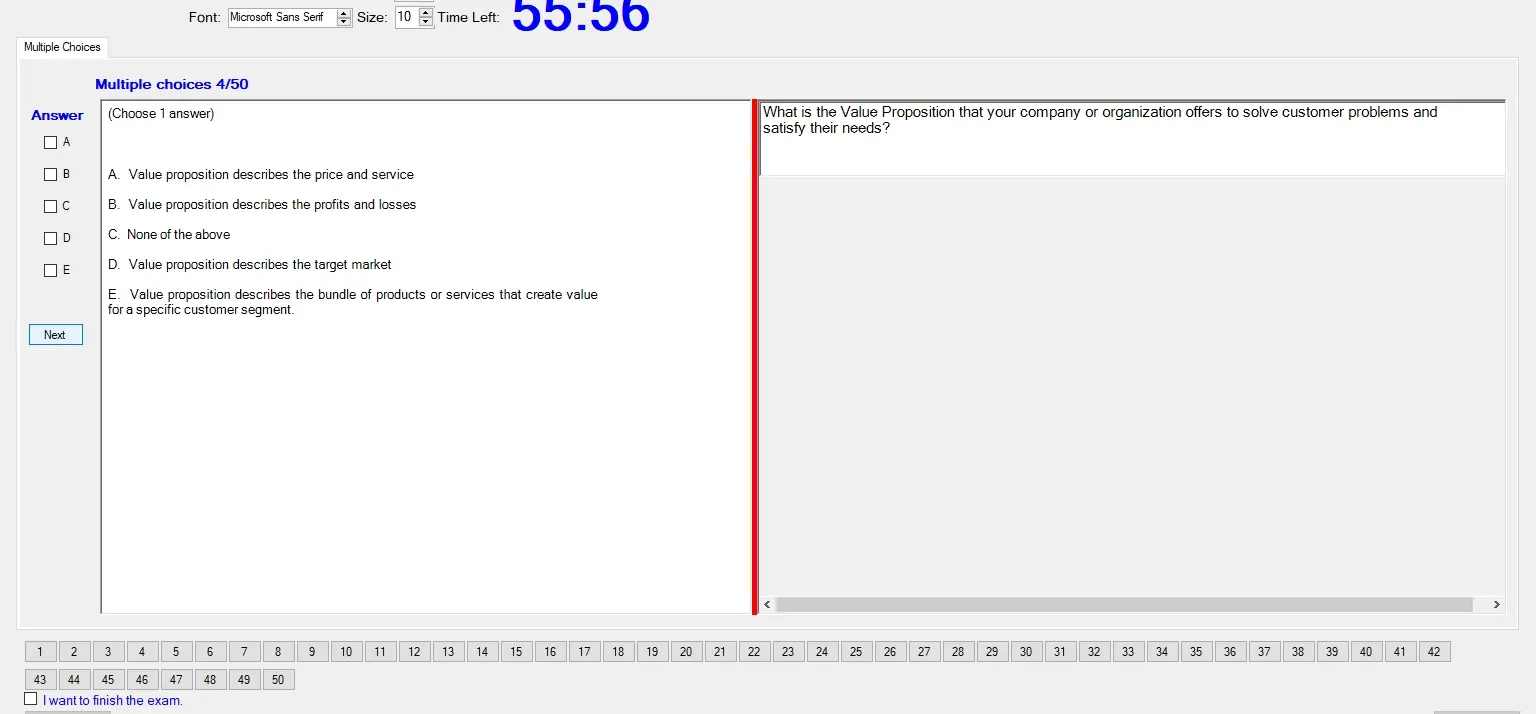 Font: Microsoft Sans Serif Size: 10 Time Left: 55:56
Multiple Choices
Multiple choices 4/50
Answer
A
B
C
D
E
Next
(Choose 1 answer)
A. Value proposition describes the price and service
B. Value proposition describes the profits and losses
C. None of the above
D. Value proposition describes the target market
E. Value proposition describes the bundle of products or services that create value
for a specific customer segment.
What is the Value Proposition that your company or organization offers to solve customer problems and
satisfy their needs?
1 2 3 4 5 6 7 8 9 10 11 12 13 14 15 16 17 18 19 20 21 22 23 24 25 26 27 28 29 30 31 32 33 34 35 36 37 38 39 40 41 42
43 44 45 46 47 48 49 50
I want to finish the exam.